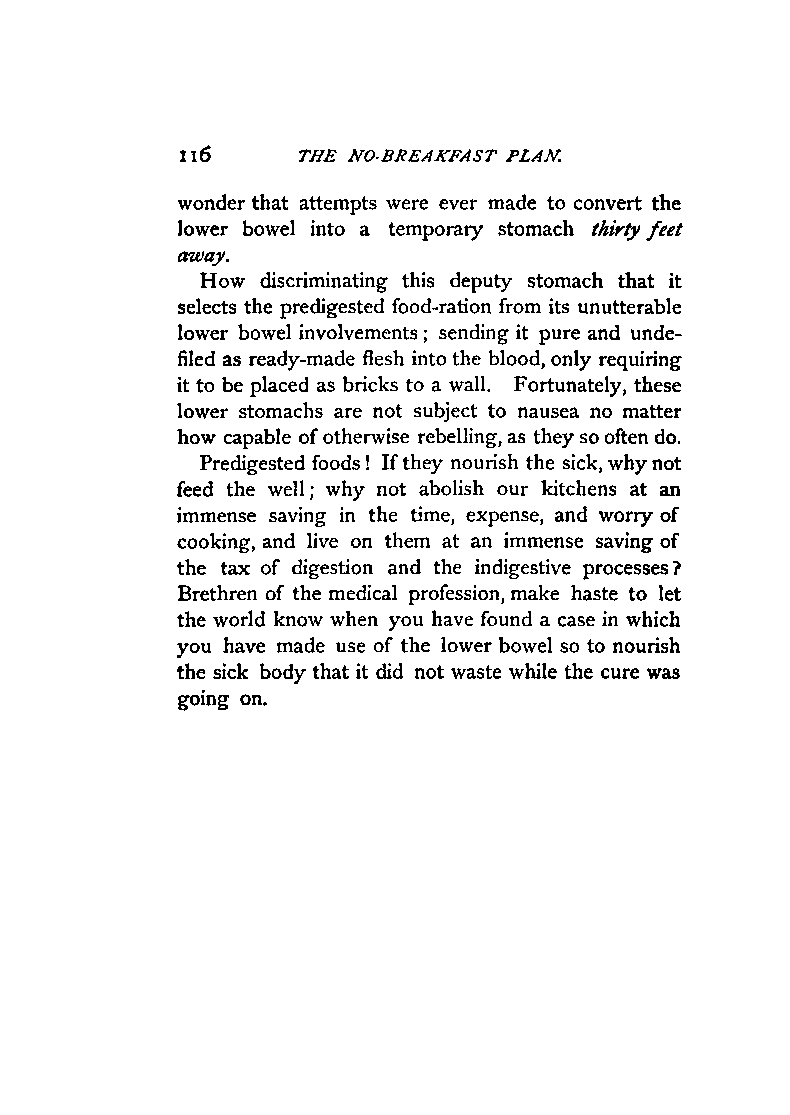 116 THE NO-BREAKFAST PLAN.
wonder that attempts were ever made to convert the
lower bowel into a temporary stomach thirty feet
away.
How discriminating this deputy stomach that it
selects the predigested food-ration from its unutterable
lower bowel involvements; sending it pure and unde-
filed as ready-made flesh into the blood, only requiring
it to be placed as bricks to a wall. Fortunately, these
lower stomachs are not subject to nausea no matter
how capable of otherwise rebelling, as they so often do.
Predigested foods! If they nourish the sick, why not
feed the well; why not abolish our kitchens at an
immense saving in the time, expense, and worry of
cooking, and live on them at an immense saving of
the tax of digestion and the indigestive processes?
Brethren of the medical profession, make haste to let
the world know when you have found a case in which
you have made use of the lower bowel so to nourish
the sick body that it did not waste while the cure was
going on.